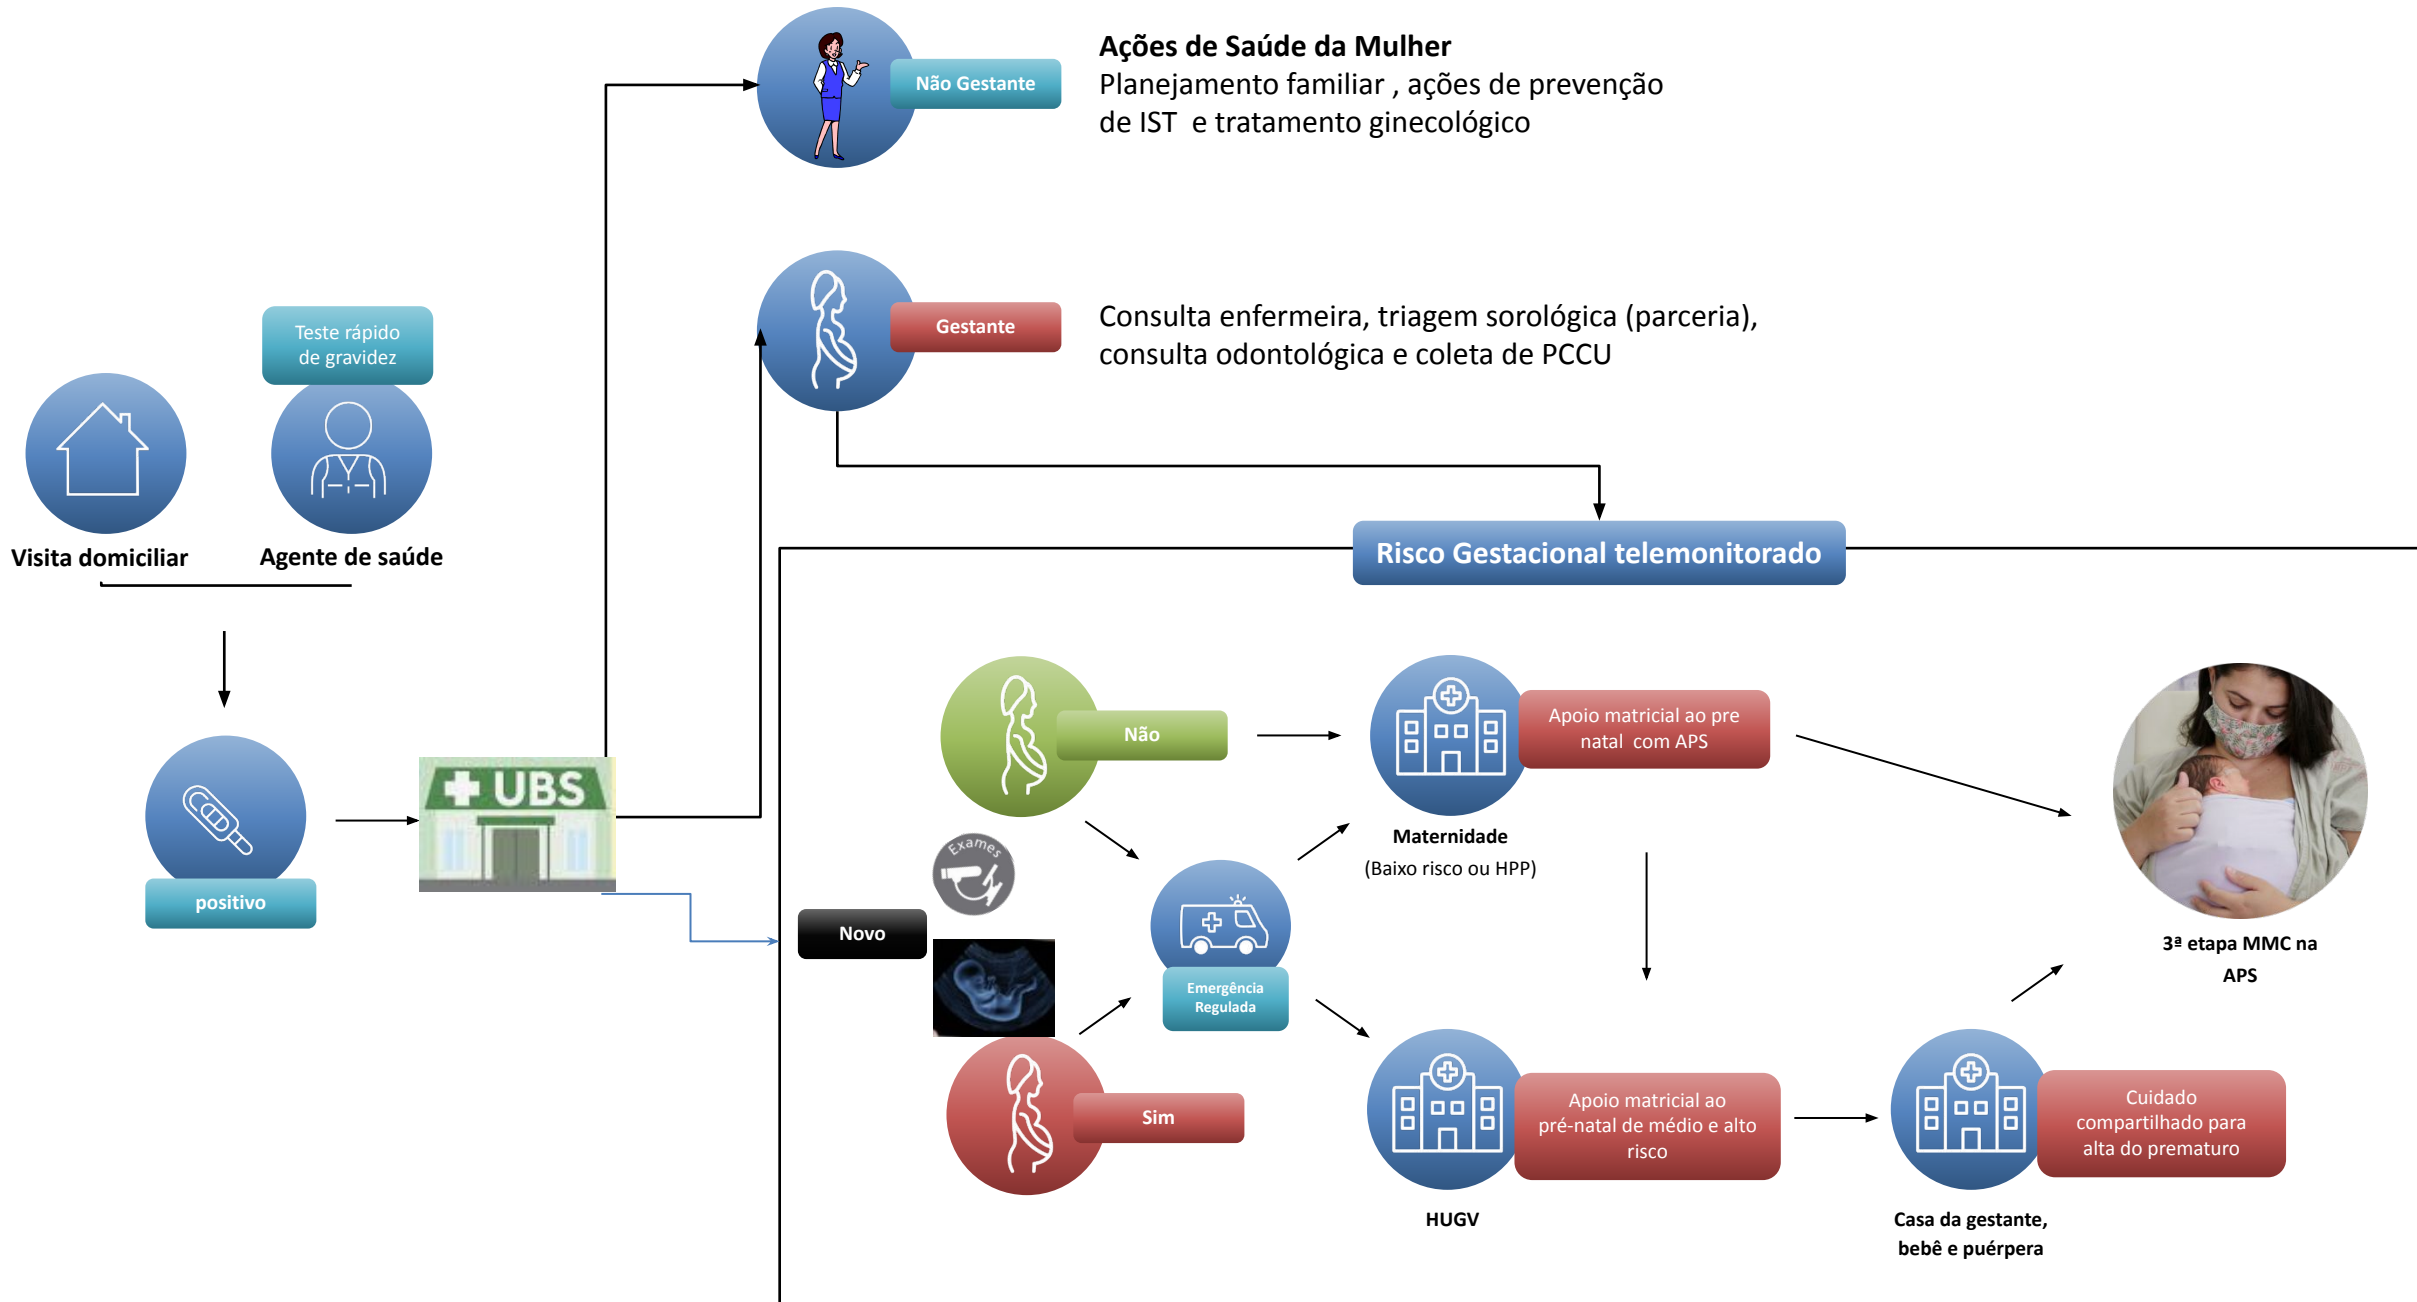 Não Gestante
Ações de Saúde da Mulher
Planejamento familiar , ações de prevenção
de IST e tratamento ginecológico
Gestante
Consulta enfermeira, triagem sorológica (parceria),
consulta odontológica e coleta de PCCU
Teste rápido
de gravidez
Visita domiciliar
Agente de saúde
positivo
UBS
Risco Gestacional telemonitorado
Não
Apoio matricial ao pre
natal com APS
Maternidade
(Baixo risco ou HPP)
Exames
Novo
Emergência
Regulada
3ª etapa MMC na
APS
Sim
Apoio matricial ao
pré-natal de médio e alto
risco
HUGV
Cuidado
compartilhado para
alta do prematuro
Casa da gestante,
bebê e puérpera